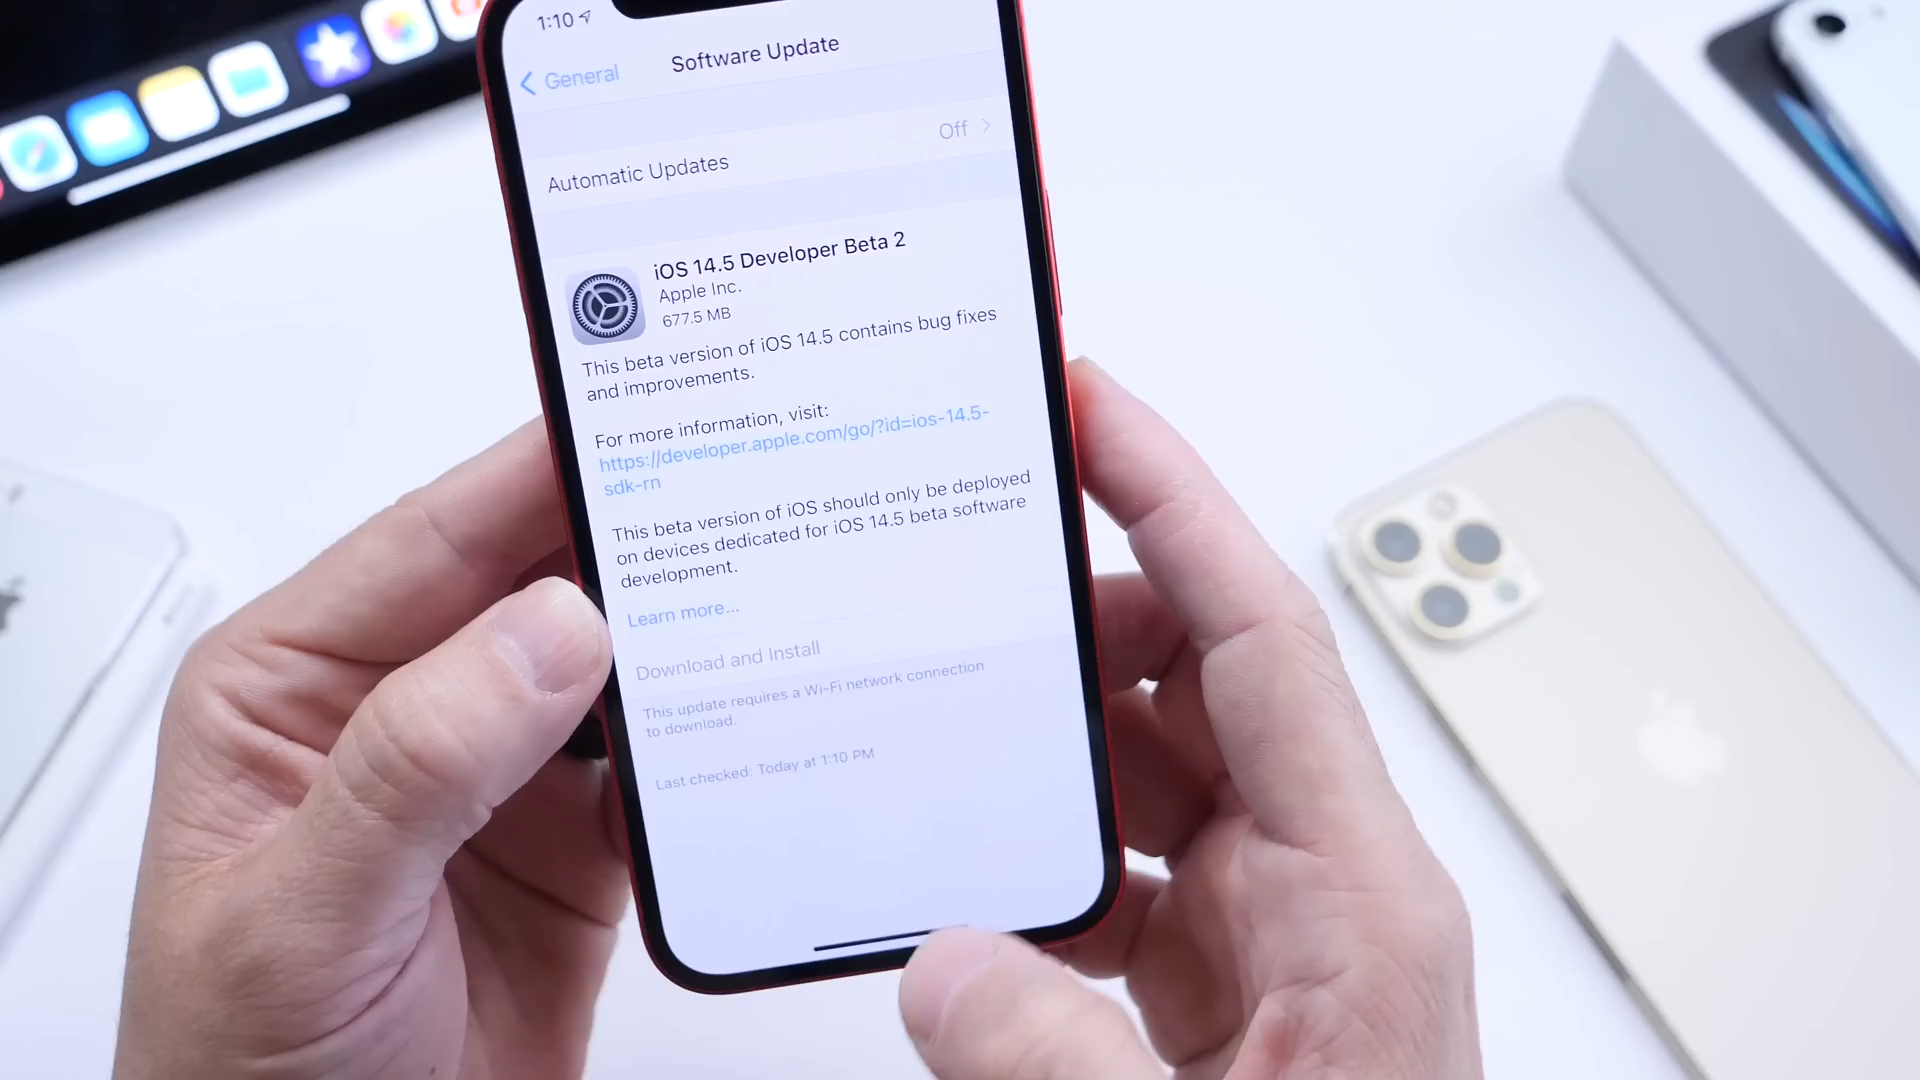 1:10
General
Software Update
Automatic Updates
Off
iOS 14.5 Developer Beta 2
Apple Inc.
677.5 MB
This beta version of iOS 14.5 contains bug fixes
and improvements.
For more information, visit:
https://developer.apple.com/go/?id=ios-14.5-
sdk-rn
This beta version of iOS should only be deployed
on devices dedicated for iOS 14.5 beta software
development.
Learn more...
Download and Install
This update requires a Wi-Fi network connection
to download.
Last checked: Today at 1:10 PM